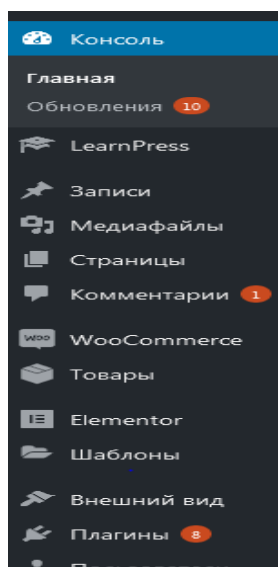 Консоль
Главная
Обновления 10
LearnPress
Записи
Медиафайлы
Страницы
Комментарии 1
Woo WooCommerce
Товары
Elementor
Шаблоны
Внешний вид
Плагины 8